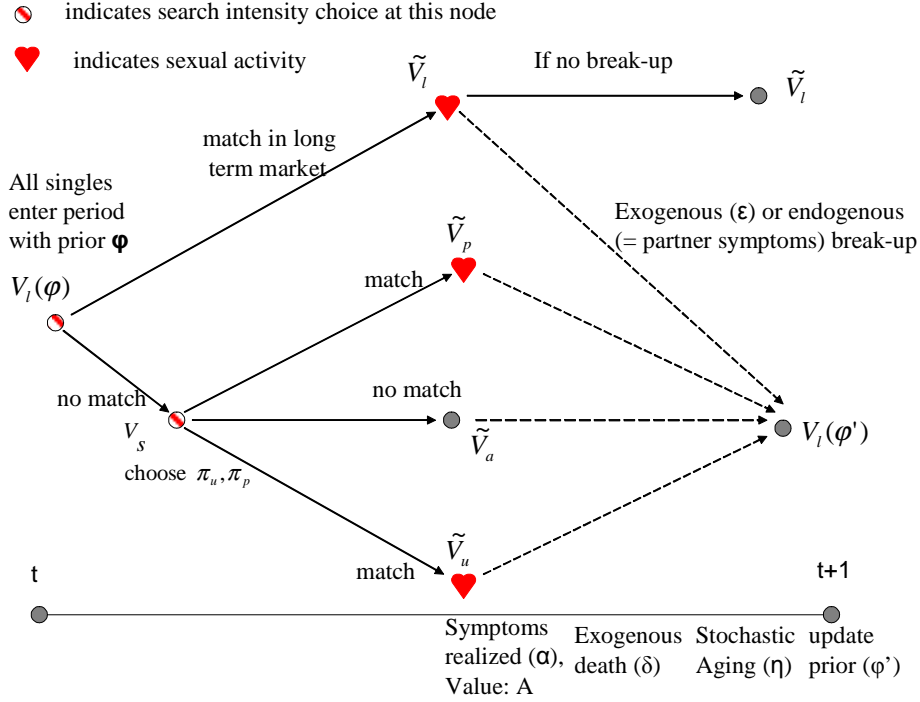 indicates search intensity choice at this node
indicates sexual activity
Ṽ_l
If no break-up
Ṽ_l
match in long
term market
All singles
enter period
with prior φ
V_l(φ)
Exogenous (ε) or endogenous
(= partner symptoms) break-up
Ṽ_p
match
no match
no match
V_s
Ṽ_a
V_l(φ')
choose π_u, π_p
Ṽ_u
match
t
t+1
Symptoms
realized (α),
Value: A
Exogenous
death (δ)
Stochastic
Aging (η)
update
prior (φ')